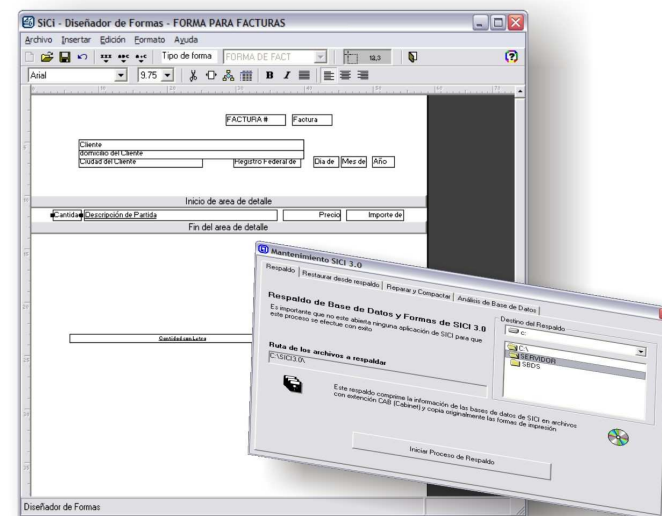 SiCi - Diseñador de Formas - FORMA PARA FACTURAS
Archivo Insertar Edición Formato Ayuda
Tipo de forma FORMA DE FACT
Arial 9.75 B I
FACTURA # Factura
Cliente
domicilio del Cliente
Ciudad del Cliente Registro Federal de Dia de Mes de Año
Inicio de area de detalle
Cantida Descripción de Partida Precio Importe de
Fin del area de detalle
Cantidad con Letra
Diseñador de Formas
Mantenimiento SICI 3.0
Respaldo Restaurar desde respaldo Reparar y Compactar Análisis de Base de Datos
Respaldo de Base de Datos y Formas de SICI 3.0
Es importante que no este abierta ninguna aplicación de SICI para que
este proceso se efectue con exito
Ruta de los archivos a respaldar
C:\SICI3.0\
Destino del Respaldo
c:
C:\
SERVIDOR
SBDS
Este respaldo comprime la información de las bases de datos de SICI en archivos
con extención CAB (Cabinet) y copia originalmente las formas de impresión
Iniciar Proceso de Respaldo